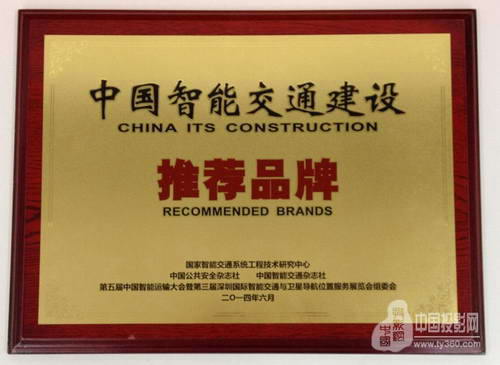 中国智能交通建设
CHINA ITS CONSTRUCTION
推荐品牌
RECOMMENDED BRANDS
国家智能交通系统工程技术研究中心
中国公共安全杂志社 中国智能交通杂志社
第五届中国智能运输大会暨第三届深圳国际智能交通与卫星导航位置服务展览会组委会
二〇一四年六月
中国投影网
www.ty360.com